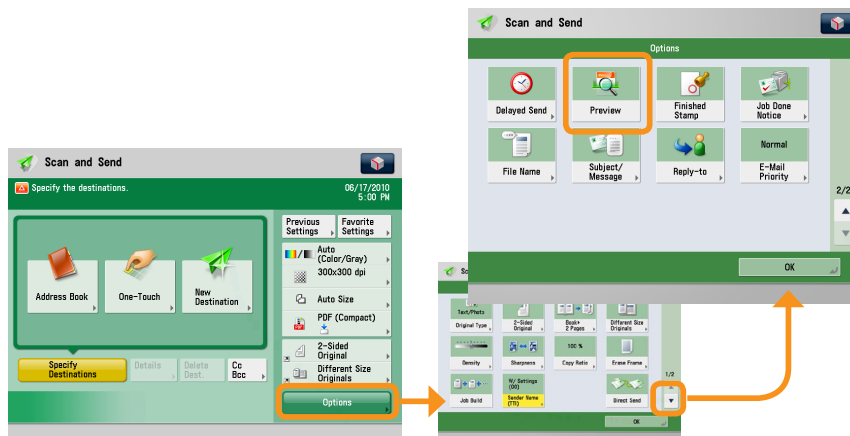 Scan and Send
Options
Delayed Send
Preview
Finished
Stamp
Job Done
Notice
File Name
Subject/
Message
Reply-to
Normal
E-Mail
Priority
2/2
OK
Scan and Send
Specify the destinations.
06/17/2010
5:00 PM
Previous
Settings
Favorite
Settings
Auto
(Color/Gray)
300x300 dpi
Auto Size
PDF (Compact)
2-Sided
Original
Different Size
Originals
Options
Address Book
One-Touch
New
Destination
Specify
Destinations
Details
Delete
Dest.
Cc
Bcc
Sc
Text/Photo
Original Type
2-Sided
Original
Book→
2 Pages
Different Size
Originals
Density
Sharpness
100 %
Copy Ratio
Erase Frame
Job Build
W/ Settings
(00)
Sender Name
(TTI)
Direct Send
1/2
OK